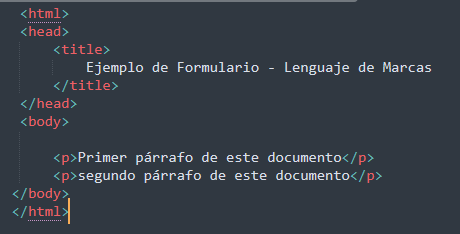 <html>
<head>
<title>
Ejemplo de Formulario - Lenguaje de Marcas
</title>
</head>
<body>
<p>Primer párrafo de este documento</p>
<p>segundo párrafo de este documento</p>
</body>
</html>